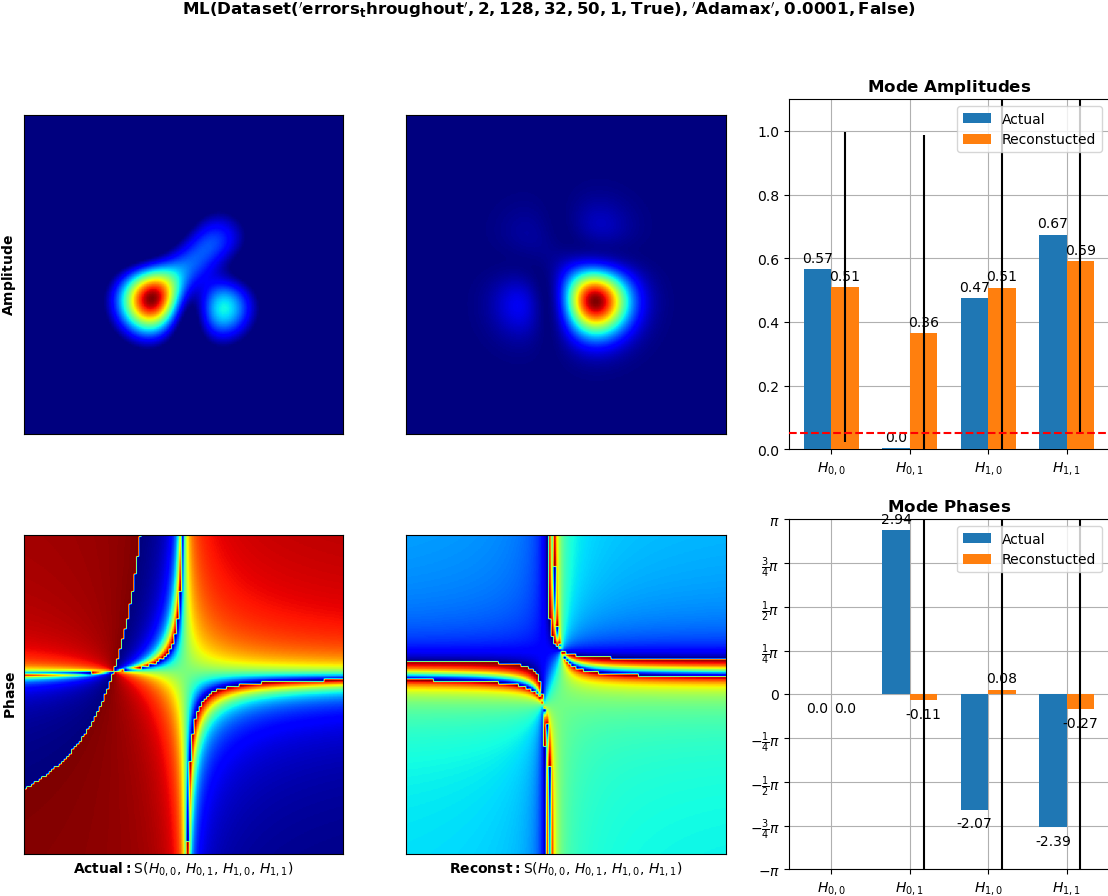 ML(Dataset('errors_throughout', 2, 128, 32, 50, 1, True), 'Adamax', 0.0001, False)
Mode Amplitudes
Actual
Reconstucted
1.0
0.8
0.6
0.4
0.2
0.0
0.57
0.51
0.0
0.36
0.47
0.51
0.67
0.59
H0,0
H0,1
H1,0
H1,1
Amplitude
Mode Phases
Actual
Reconstucted
π
3/4π
1/2π
1/4π
0
−1/4π
−1/2π
−3/4π
−π
0.0
0.0
2.94
-0.11
-2.07
0.08
-2.39
-0.27
H0,0
H0,1
H1,0
H1,1
Phase
Actual: S(H0,0, H0,1, H1,0, H1,1)
Reconst: S(H0,0, H0,1, H1,0, H1,1)